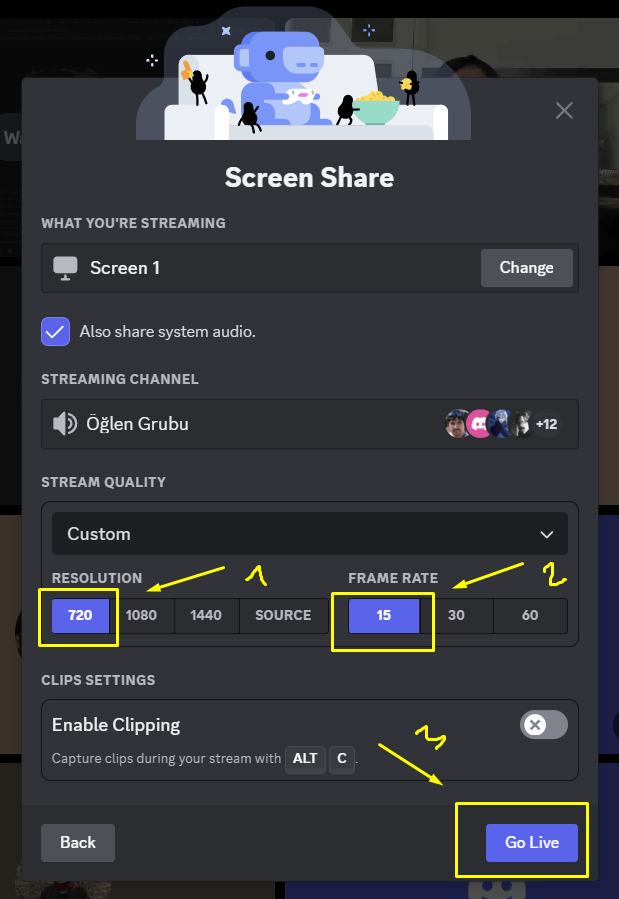 Screen Share
WHAT YOU'RE STREAMING
Screen 1
Change
Also share system audio.
STREAMING CHANNEL
Öğlen Grubu
+12
STREAM QUALITY
Custom
1
2
RESOLUTION
FRAME RATE
720 1080 1440 SOURCE
15 30 60
CLIPS SETTINGS
Enable Clipping
3
Capture clips during your stream with ALT C .
Back
Go Live